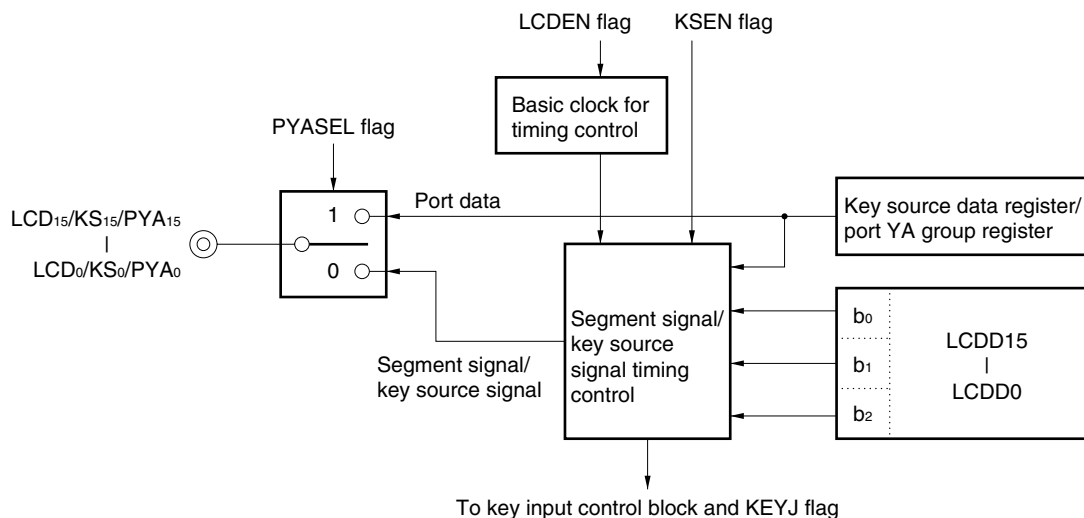 LCDEN flag
KSEN flag
Basic clock for
timing control
PYASEL flag
1
0
Port data
Key source data register/
port YA group register
LCD₁₅/KS₁₅/PYA₁₅
LCD₀/KS₀/PYA₀
Segment signal/
key source signal
Segment signal/
key source
signal timing
control
b₀
b₁
b₂
LCDD15
LCDD0
To key input control block and KEYJ flag